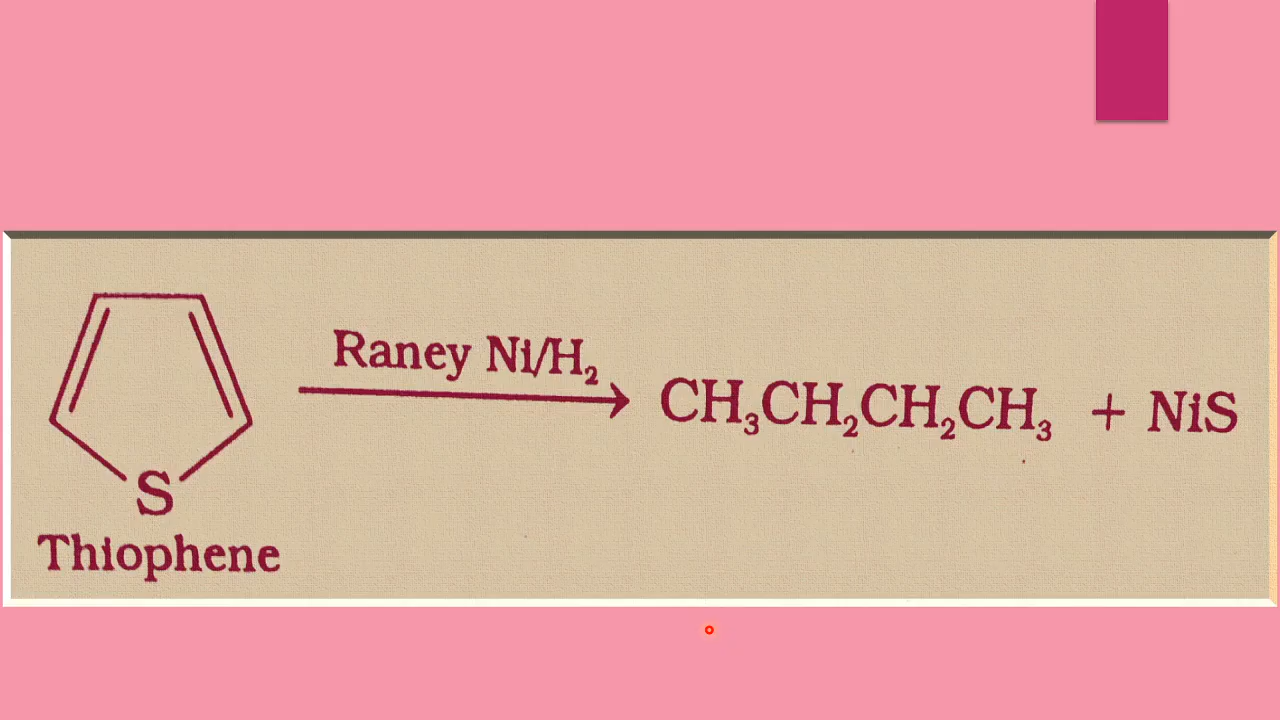 Raney Ni/H₂
CH₃CH₂CH₂CH₃ + NiS
S
Thiophene